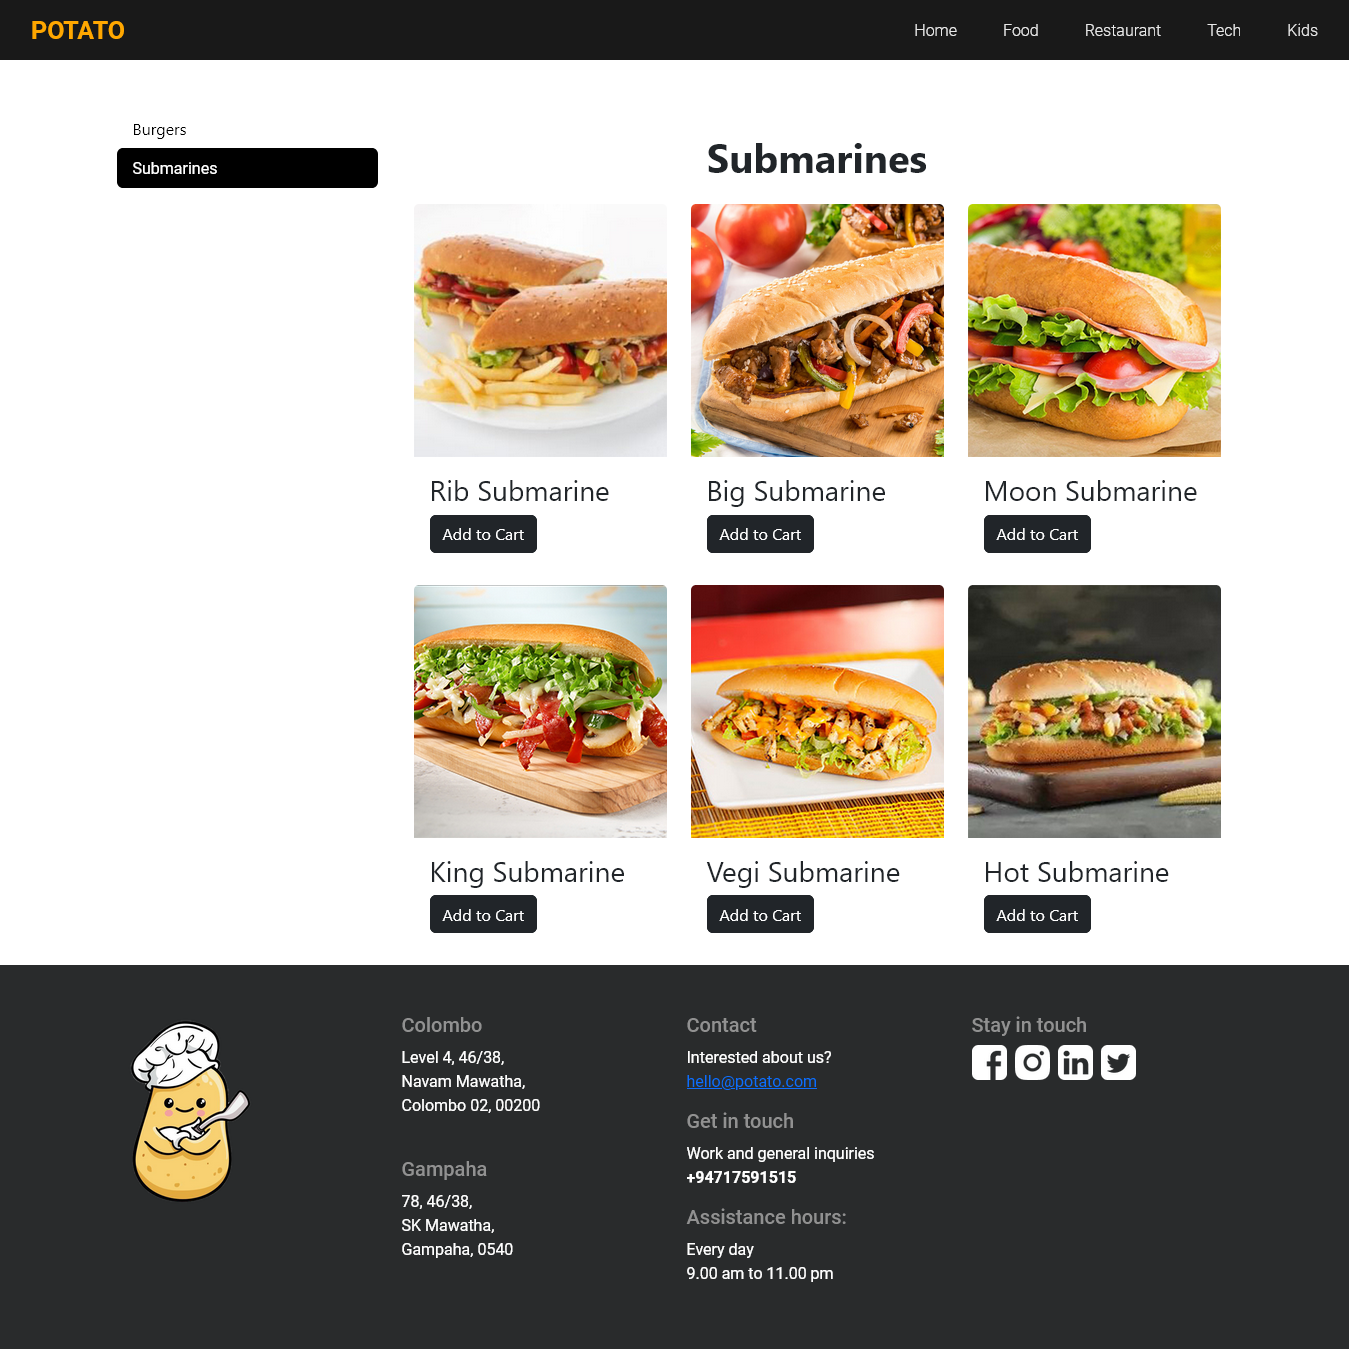 POTATO
Home Food Restaurant Tech Kids
Burgers
Submarines
Submarines
Rib Submarine
Add to Cart
Big Submarine
Add to Cart
Moon Submarine
Add to Cart
King Submarine
Add to Cart
Vegi Submarine
Add to Cart
Hot Submarine
Add to Cart
Colombo
Level 4, 46/38,
Navam Mawatha,
Colombo 02, 00200
Gampaha
78, 46/38,
SK Mawatha,
Gampaha, 0540
Contact
Interested about us?
hello@potato.com
Get in touch
Work and general inquiries
+94717591515
Assistance hours:
Every day
9.00 am to 11.00 pm
Stay in touch